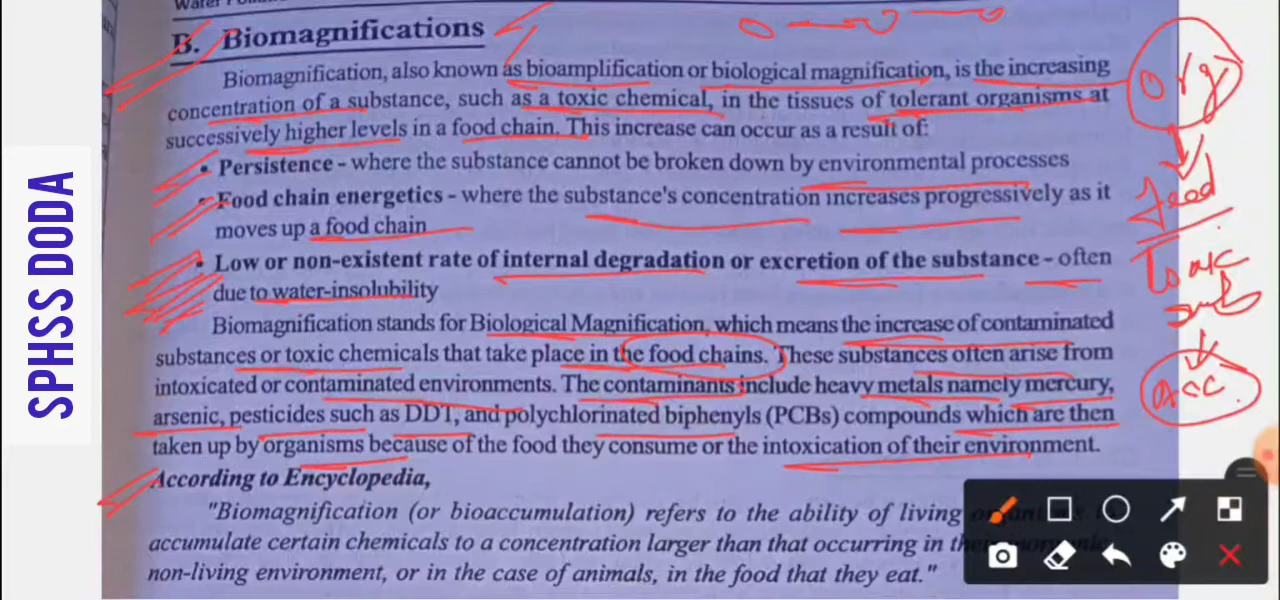 Water
B. Biomagnifications
Biomagnification, also known as bioamplification or biological magnification, is the increasing
concentration of a substance, such as a toxic chemical, in the tissues of tolerant organisms at
successively higher levels in a food chain. This increase can occur as a result of:
• Persistence - where the substance cannot be broken down by environmental processes
• Food chain energetics - where the substance's concentration increases progressively as it
moves up a food chain
• Low or non-existent rate of internal degradation or excretion of the substance - often
due to water-insolubility
Biomagnification stands for Biological Magnification, which means the increase of contaminated
substances or toxic chemicals that take place in the food chains. These substances often arise from
intoxicated or contaminated environments. The contaminants include heavy metals namely mercury,
arsenic, pesticides such as DDT, and polychlorinated biphenyls (PCBs) compounds which are then
taken up by organisms because of the food they consume or the intoxication of their environment.
According to Encyclopedia,
"Biomagnification (or bioaccumulation) refers to the ability of living
accumulate certain chemicals to a concentration larger than that occurring in
non-living environment, or in the case of animals, in the food that they eat."
Org
food
Acc
SPHSS DODA